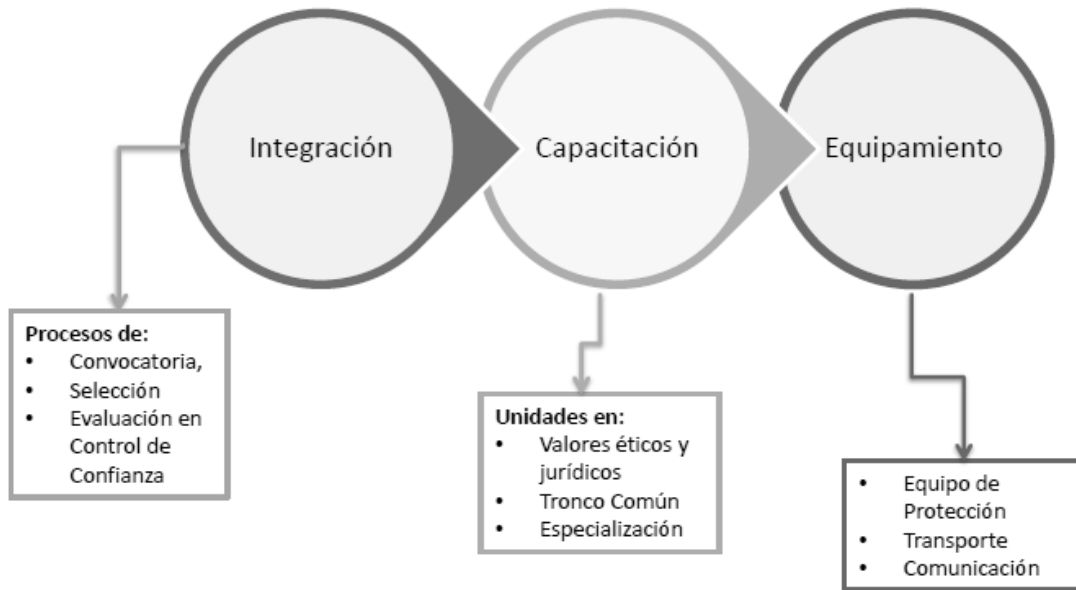 Integración
Capacitación
Equipamiento
Procesos de:
• Convocatoria,
• Selección
• Evaluación en
Control de
Confianza
Unidades en:
• Valores éticos y
jurídicos
• Tronco Común
• Especialización
• Equipo de
Protección
• Transporte
• Comunicación